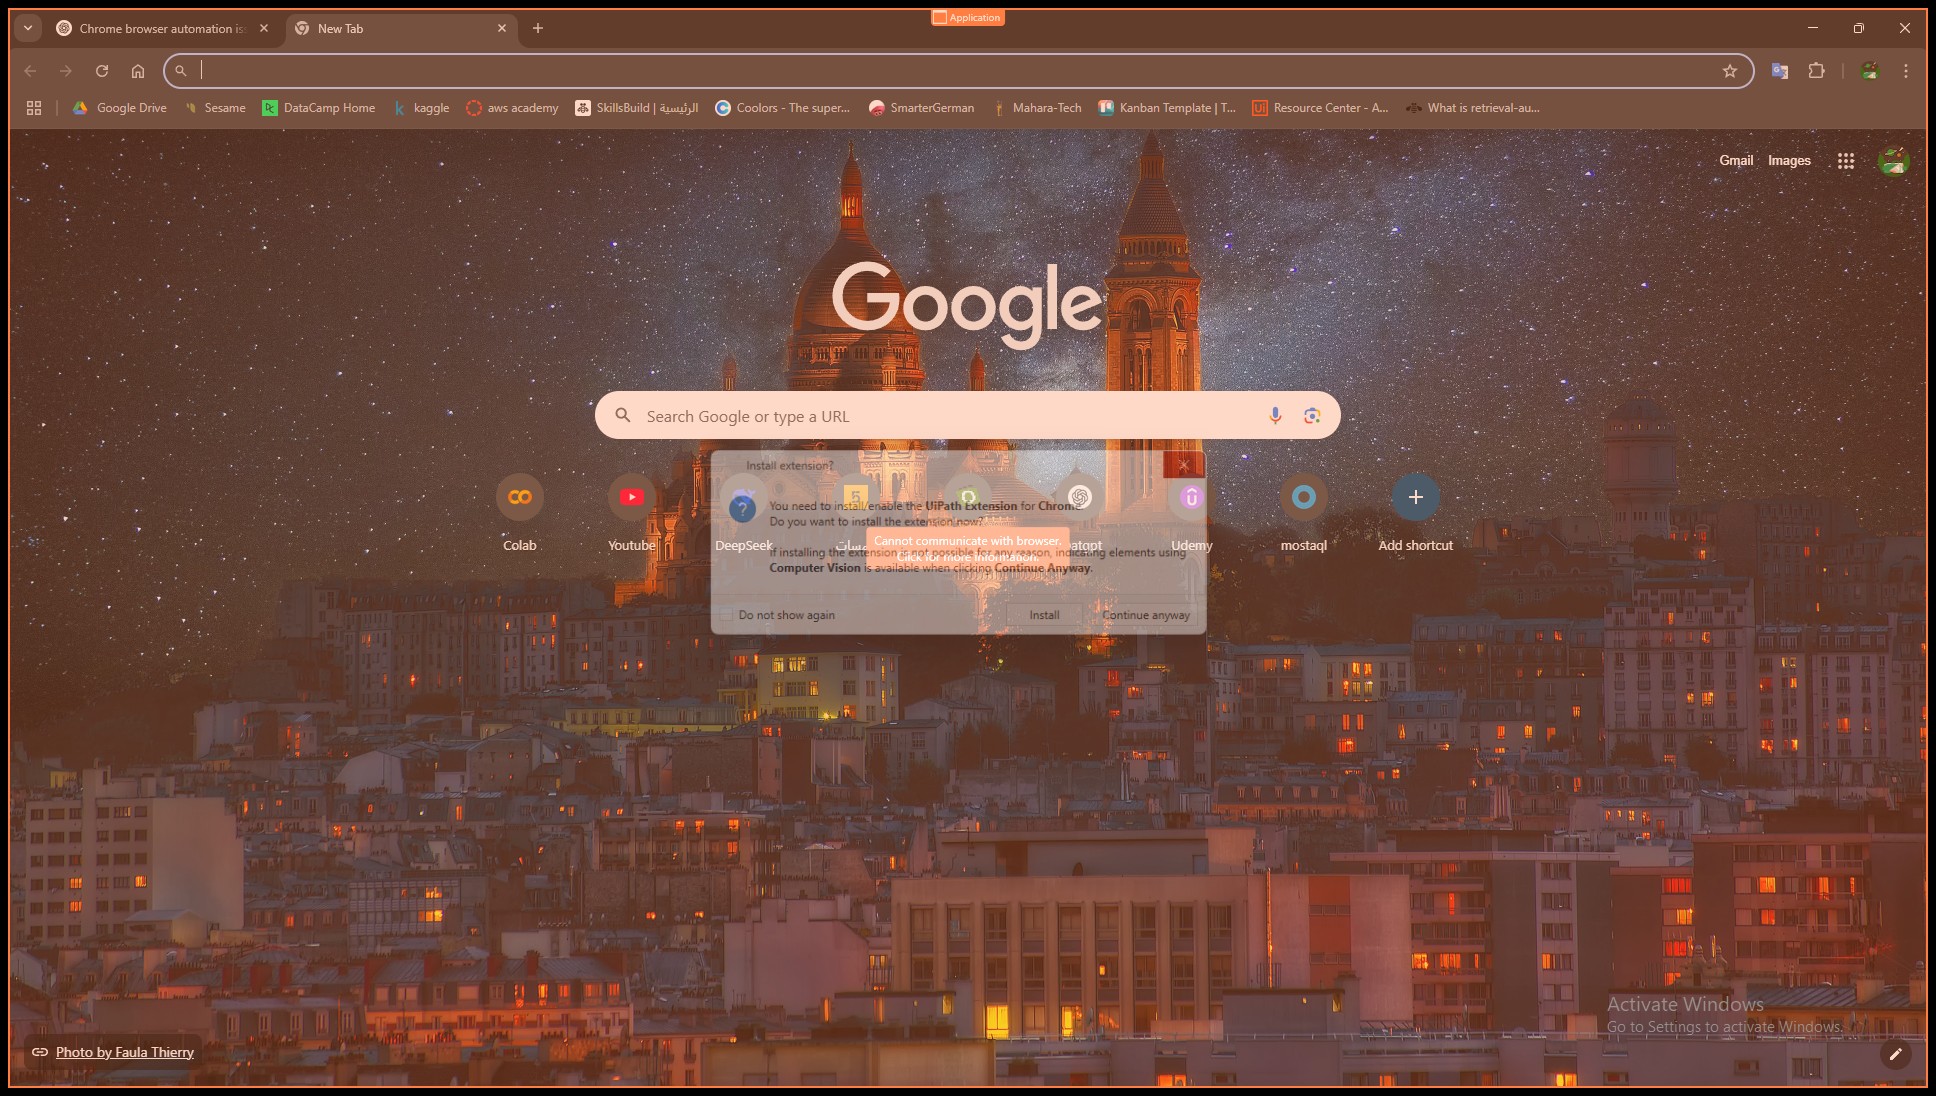 Application
Chrome browser automation iss
New Tab
Google Drive
Sesame
DataCamp Home
kaggle
aws academy
SkillsBuild | الرئيسية
Coolors - The super...
SmarterGerman
Mahara-Tech
Kanban Template | T...
Resource Center - A...
What is retrieval-au...
Gmail
Images
Google
Search Google or type a URL
Install extension?
You need to install/enable the UiPath Extension for Chrome.
Do you want to install the extension now?
Cannot communicate with browser.
Click for more information.
If installing the extension is not possible for any reason, indicating elements using
Computer Vision is available when clicking Continue Anyway.
Do not show again
Install
Continue anyway
Colab
Youtube
DeepSeek
Udemy
mostaql
Add shortcut
Activate Windows
Go to Settings to activate Windows.
Photo by Faula Thierry